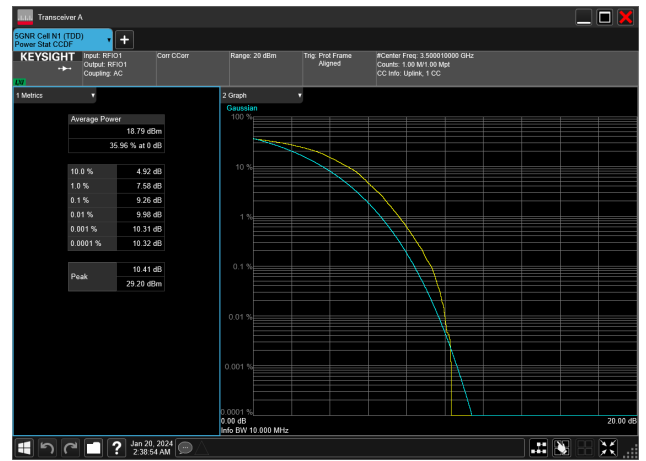 Transceiver A
5GNR Cell N1 (TDD)
Power Stat CCDF
KEYSIGHT
LXI
Input: RFIO1
Output: RFIO1
Coupling: AC
Corr CCorr
Range: 20 dBm
Trig: Prot Frame
Aligned
#Center Freq: 3.500010000 GHz
Counts: 1.00 M/1.00 Mpt
CC Info: Uplink, 1 CC
1 Metrics
Average Power
18.79 dBm
35.96 % at 0 dB
10.0 % 4.92 dB
1.0 % 7.58 dB
0.1 % 9.26 dB
0.01 % 9.98 dB
0.001 % 10.31 dB
0.0001 % 10.32 dB
Peak
10.41 dB
29.20 dBm
2 Graph
Gaussian
100 %
10 %
1 %
0.1 %
0.01 %
0.001 %
0.0001 %
0.00 dB
20.00 dB
Info BW 10.000 MHz
?
Jan 20, 2024
2:38:54 AM